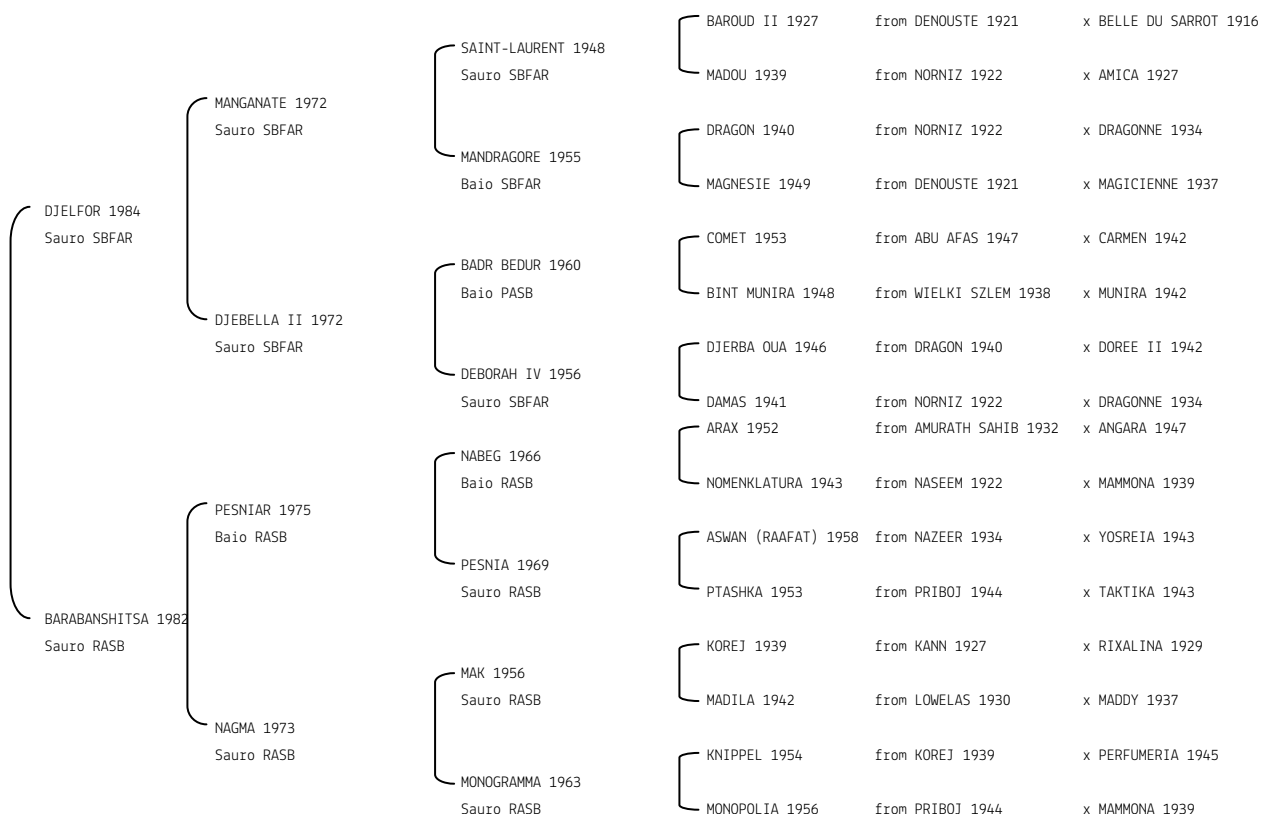 BAROUD II 1927 from DENOUSTE 1921 x BELLE DU SARROT 1916
SAINT-LAURENT 1948
Sauro SBFAR MADOU 1939 from NORNIZ 1922 x AMICA 1927
MANGANATE 1972
Sauro SBFAR DRAGON 1940 from NORNIZ 1922 x DRAGONNE 1934
MANDRAGORE 1955
Baio SBFAR MAGNESIE 1949 from DENOUSTE 1921 x MAGICIENNE 1937
DJELFOR 1984
Sauro SBFAR COMET 1953 from ABU AFAS 1947 x CARMEN 1942
BADR BEDUR 1960
Baio PASB BINT MUNIRA 1948 from WIELKI SZLEM 1938 x MUNIRA 1942
DJEBELLA II 1972
Sauro SBFAR DJERBA OUA 1946 from DRAGON 1940 x DOREE II 1942
DEBORAH IV 1956
Sauro SBFAR DAMAS 1941 from NORNIZ 1922 x DRAGONNE 1934
ARAX 1952 from AMURATH SAHIB 1932 x ANGARA 1947
NABEG 1966
Baio RASB NOMENKLATURA 1943 from NASEEM 1922 x MAMMONA 1939
PESNIAR 1975
Baio RASB ASWAN (RAAFAT) 1958 from NAZEER 1934 x YOSREIA 1943
PESNIA 1969
Sauro RASB PTASHKA 1953 from PRIBOJ 1944 x TAKTIKA 1943
BARABANSHITSA 1982
Sauro RASB KOREJ 1939 from KANN 1927 x RIXALINA 1929
MAK 1956
Sauro RASB MADILA 1942 from LOWELAS 1930 x MADDY 1937
NAGMA 1973
Sauro RASB KNIPPEL 1954 from KOREJ 1939 x PERFUMERIA 1945
MONOGRAMMA 1963
Sauro RASB MONOPOLIA 1956 from PRIBOJ 1944 x MAMMONA 1939